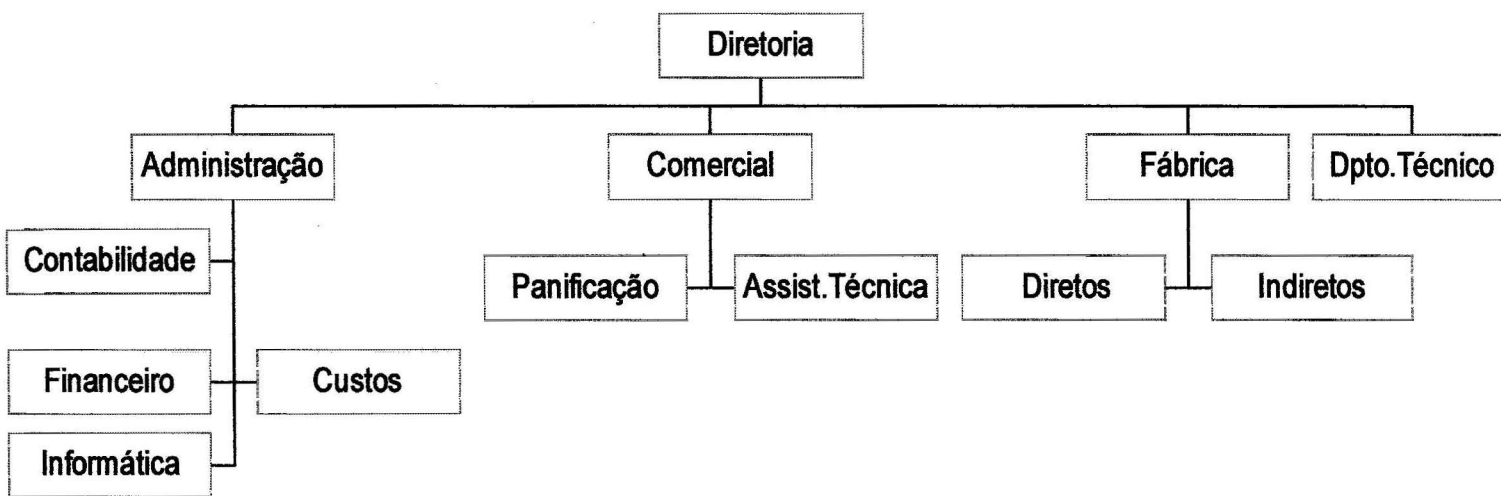 Diretoria
Administração
Comercial
Fábrica
Dpto.Técnico
Contabilidade
Panificação
Assist.Técnica
Diretos
Indiretos
Financeiro
Custos
Informática